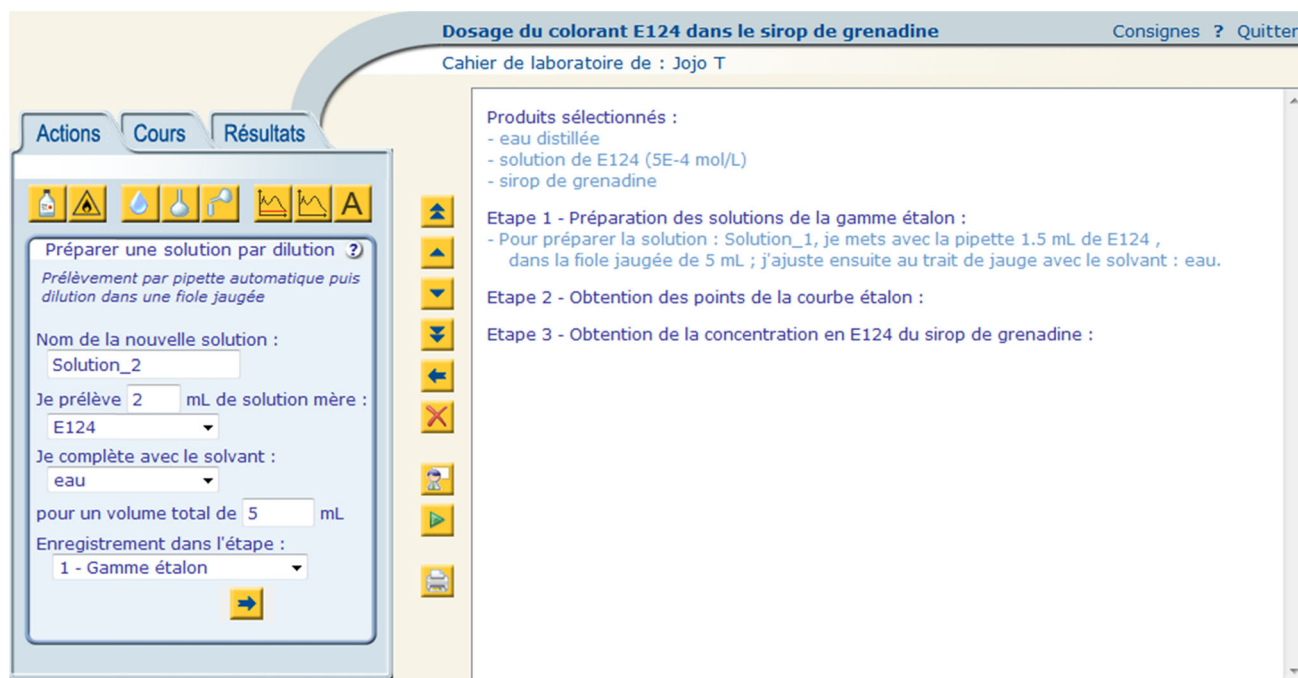 Dosage du colorant E124 dans le sirop de grenadine
Consignes ? Quitter
Cahier de laboratoire de : Jojo T
Actions
Cours
Résultats
A
Préparer une solution par dilution ?
Prélèvement par pipette automatique puis
dilution dans une fiole jaugée
Nom de la nouvelle solution :
Solution_2
Je prélève 2 mL de solution mère :
E124
Je complète avec le solvant :
eau
pour un volume total de 5 mL
Enregistrement dans l'étape :
1 - Gamme étalon
Produits sélectionnés :
- eau distillée
- solution de E124 (5E-4 mol/L)
- sirop de grenadine
Etape 1 - Préparation des solutions de la gamme étalon :
- Pour préparer la solution : Solution_1, je mets avec la pipette 1.5 mL de E124 ,
dans la fiole jaugée de 5 mL ; j'ajuste ensuite au trait de jauge avec le solvant : eau.
Etape 2 - Obtention des points de la courbe étalon :
Etape 3 - Obtention de la concentration en E124 du sirop de grenadine :